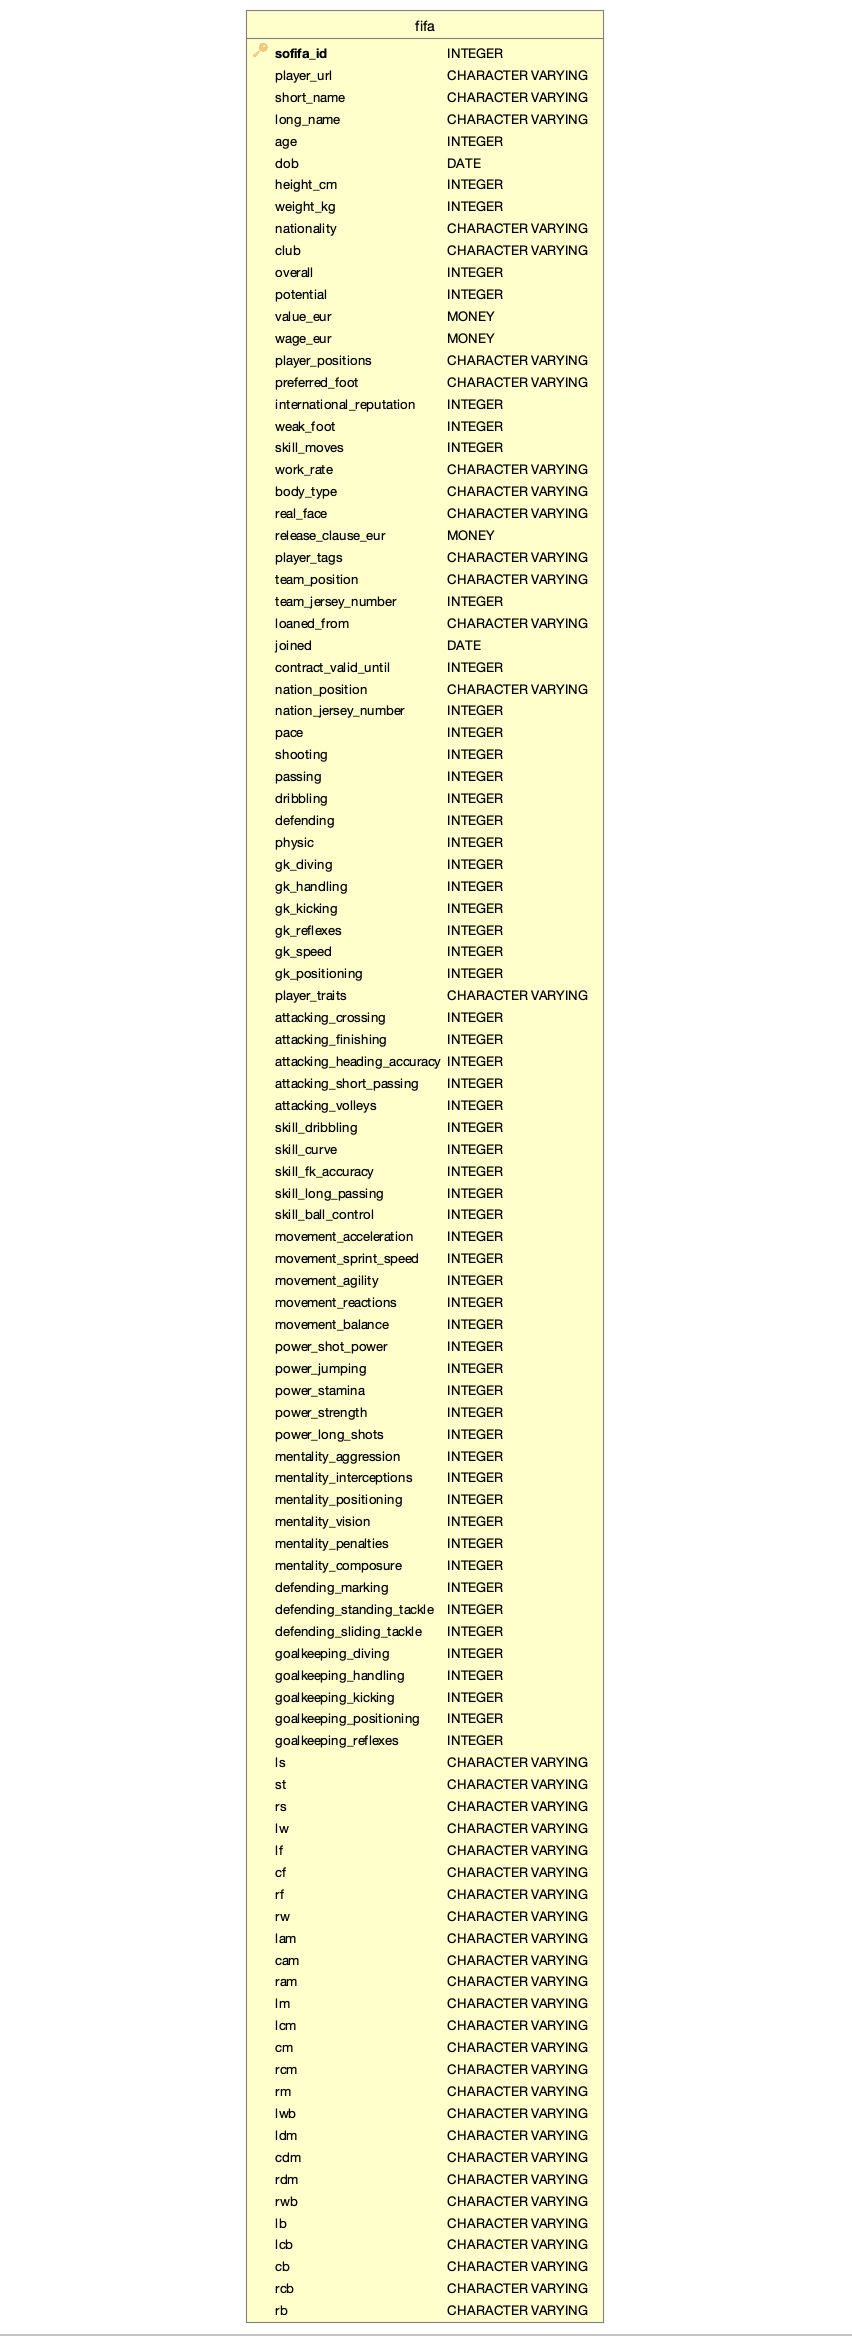 fifa
sofifa_id INTEGER
player_url CHARACTER VARYING
short_name CHARACTER VARYING
long_name CHARACTER VARYING
age INTEGER
dob DATE
height_cm INTEGER
weight_kg INTEGER
nationality CHARACTER VARYING
club CHARACTER VARYING
overall INTEGER
potential INTEGER
value_eur MONEY
wage_eur MONEY
player_positions CHARACTER VARYING
preferred_foot CHARACTER VARYING
international_reputation INTEGER
weak_foot INTEGER
skill_moves INTEGER
work_rate CHARACTER VARYING
body_type CHARACTER VARYING
real_face CHARACTER VARYING
release_clause_eur MONEY
player_tags CHARACTER VARYING
team_position CHARACTER VARYING
team_jersey_number INTEGER
loaned_from CHARACTER VARYING
joined DATE
contract_valid_until INTEGER
nation_position CHARACTER VARYING
nation_jersey_number INTEGER
pace INTEGER
shooting INTEGER
passing INTEGER
dribbling INTEGER
defending INTEGER
physic INTEGER
gk_diving INTEGER
gk_handling INTEGER
gk_kicking INTEGER
gk_reflexes INTEGER
gk_speed INTEGER
gk_positioning INTEGER
player_traits CHARACTER VARYING
attacking_crossing INTEGER
attacking_finishing INTEGER
attacking_heading_accuracy INTEGER
attacking_short_passing INTEGER
attacking_volleys INTEGER
skill_dribbling INTEGER
skill_curve INTEGER
skill_fk_accuracy INTEGER
skill_long_passing INTEGER
skill_ball_control INTEGER
movement_acceleration INTEGER
movement_sprint_speed INTEGER
movement_agility INTEGER
movement_reactions INTEGER
movement_balance INTEGER
power_shot_power INTEGER
power_jumping INTEGER
power_stamina INTEGER
power_strength INTEGER
power_long_shots INTEGER
mentality_aggression INTEGER
mentality_interceptions INTEGER
mentality_positioning INTEGER
mentality_vision INTEGER
mentality_penalties INTEGER
mentality_composure INTEGER
defending_marking INTEGER
defending_standing_tackle INTEGER
defending_sliding_tackle INTEGER
goalkeeping_diving INTEGER
goalkeeping_handling INTEGER
goalkeeping_kicking INTEGER
goalkeeping_positioning INTEGER
goalkeeping_reflexes INTEGER
ls CHARACTER VARYING
st CHARACTER VARYING
rs CHARACTER VARYING
lw CHARACTER VARYING
lf CHARACTER VARYING
cf CHARACTER VARYING
rf CHARACTER VARYING
rw CHARACTER VARYING
lam CHARACTER VARYING
cam CHARACTER VARYING
ram CHARACTER VARYING
lm CHARACTER VARYING
lcm CHARACTER VARYING
cm CHARACTER VARYING
rcm CHARACTER VARYING
rm CHARACTER VARYING
lwb CHARACTER VARYING
ldm CHARACTER VARYING
cdm CHARACTER VARYING
rdm CHARACTER VARYING
rwb CHARACTER VARYING
lb CHARACTER VARYING
lcb CHARACTER VARYING
cb CHARACTER VARYING
rcb CHARACTER VARYING
rb CHARACTER VARYING